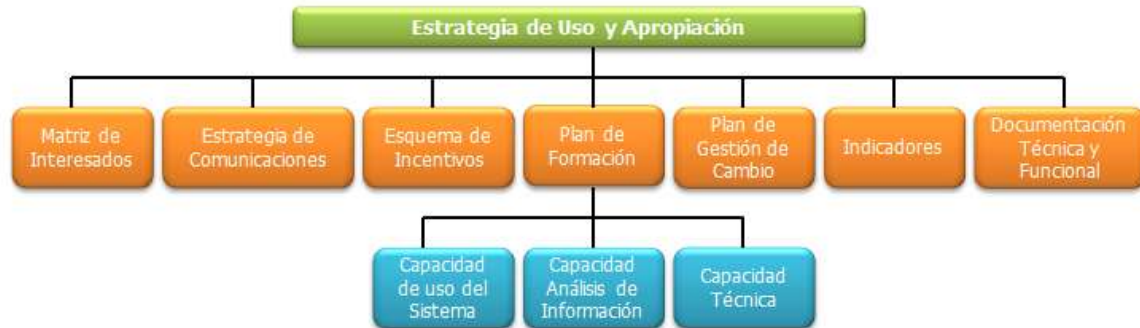 Estrategia de Uso y Apropiación
Matriz de
Interesados
Estrategia de
Comunicaciones
Esquema de
Incentivos
Plan de
Formación
Plan de
Gestión de
Cambio
Indicadores
Documentación
Técnica y
Funcional
Capacidad
de uso del
Sistema
Capacidad
Análisis de
Información
Capacidad
Técnica